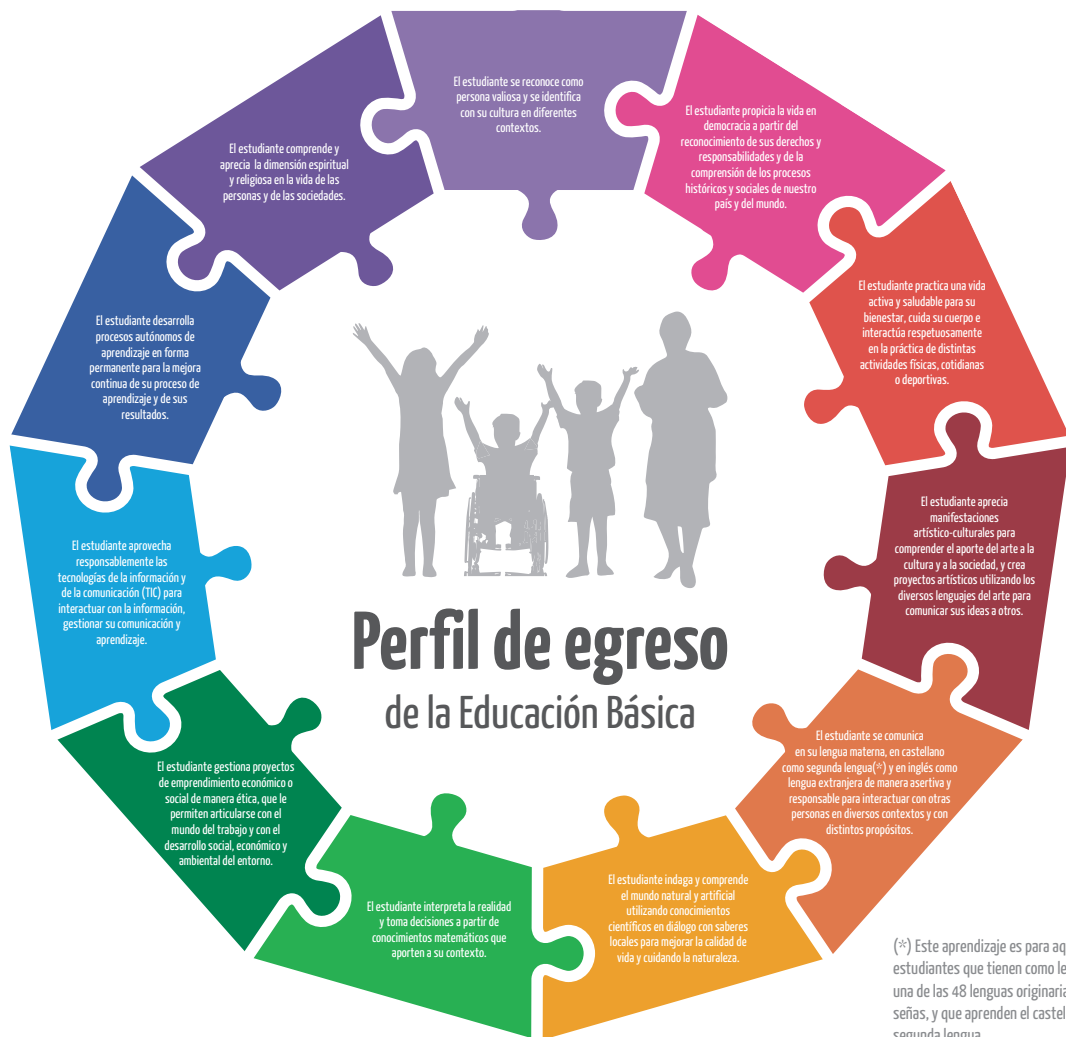 El estudiante se reconoce como
persona valiosa y se identifica
con su cultura en diferentes
contextos.
El estudiante propicia la vida en
democracia a partir del
reconocimiento de sus derechos y
responsabilidades y de la
comprensión de los procesos
históricos y sociales de nuestro
país y del mundo.
El estudiante practica una vida
activa y saludable para su
bienestar, cuida su cuerpo e
interactúa respetuosamente
en la práctica de distintas
actividades físicas, cotidianas
o deportivas.
El estudiante aprecia
manifestaciones
artístico-culturales para
comprender el aporte del arte a la
cultura y a la sociedad, y crea
proyectos artísticos utilizando los
diversos lenguajes del arte para
comunicar sus ideas a otros.
El estudiante se comunica
en su lengua materna, en castellano
como segunda lengua(*) y en inglés como
lengua extranjera de manera asertiva y
responsable para interactuar con otras
personas en diversos contextos y con
distintos propósitos.
El estudiante indaga y comprende
el mundo natural y artificial
utilizando conocimientos
científicos en diálogo con saberes
locales para mejorar la calidad de
vida y cuidando la naturaleza.
El estudiante interpreta la realidad
y toma decisiones a partir de
conocimientos matemáticos que
aporten a su contexto.
El estudiante gestiona proyectos
de emprendimiento económico o
social de manera ética, que le
permiten articularse con el
mundo del trabajo y con el
desarrollo social, económico y
ambiental del entorno.
El estudiante aprovecha
responsablemente las
tecnologías de la información y
de la comunicación (TIC) para
interactuar con la información,
gestionar su comunicación y
aprendizaje.
El estudiante desarrolla
procesos autónomos de
aprendizaje en forma
permanente para la mejora
continua de su proceso de
aprendizaje y de sus
resultados.
El estudiante comprende y
aprecia la dimensión espiritual
y religiosa en la vida de las
personas y de las sociedades.
Perfil de egreso
de la Educación Básica
(*) Este aprendizaje es para
estudiantes que tienen como
una de las 48 lenguas
señas, y que aprenden el
segunda lengua.